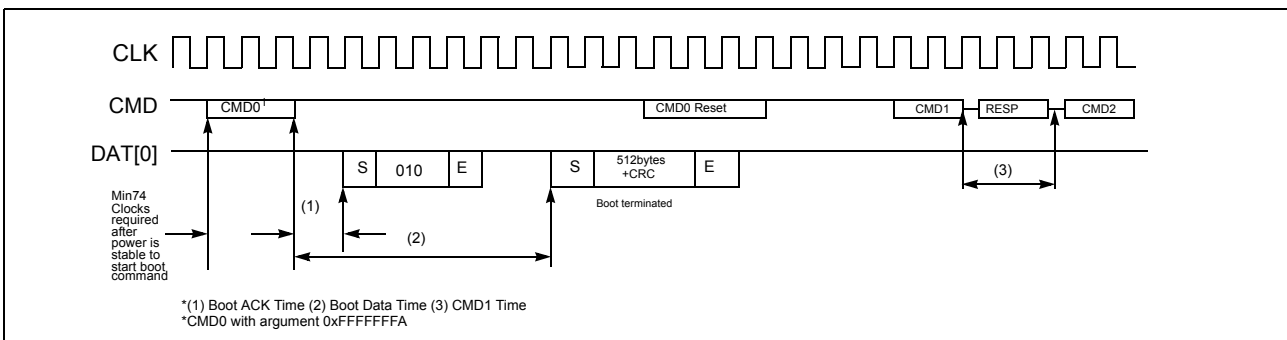 CLK
CMD
CMD0¹
CMD0 Reset
CMD1
RESP
CMD2
DAT[0]
S
010
E
S
512bytes
+CRC
E
(3)
Boot terminated
Min74
Clocks
required
after
power is
stable to
start boot
command
(1)
(2)
*(1) Boot ACK Time (2) Boot Data Time (3) CMD1 Time
*CMD0 with argument 0xFFFFFFFA